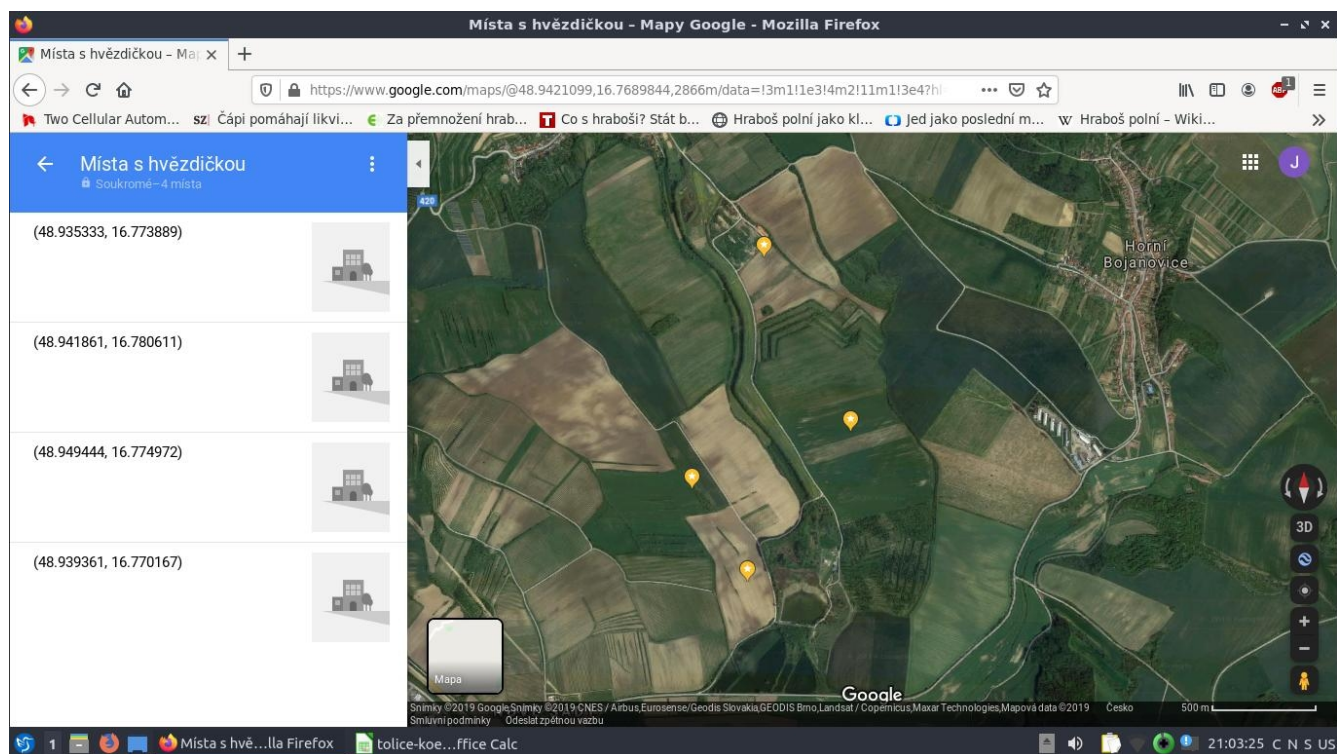 Místa s hvězdičkou – Mapy Google - Mozilla Firefox
Místa s hvězdičkou – Map
https://www.google.com/maps/@48.9421099,16.7689844,2866m/data=!3m1!1e3!4m2!11m1!3e4?hl
1
Two Cellular Autom... SZ Čápi pomáhají likvi... Za přemnožení hrab... T Co s hraboši? Stát b... Hraboš polní jako kl... Jed jako poslední m... W Hraboš polní – Wiki...
Místa s hvězdičkou
Soukromé–4 místa
(48.935333, 16.773889)
(48.941861, 16.780611)
(48.949444, 16.774972)
(48.939361, 16.770167)
420
J
Horní
Bojanovice
3D
Mapa
Google
Snímky ©2019 Google,Snímky ©2019 CNES / Airbus,Eurosense/Geodis Slovakia,GEODIS Brno,Landsat / Copernicus,Maxar Technologies,Mapová data ©2019 Česko 500 m
Smluvní podmínky Odeslat zpětnou vazbu
1 Místa s hvě...lla Firefox tolice-koe...ffice Calc 21:03:25 C N S US